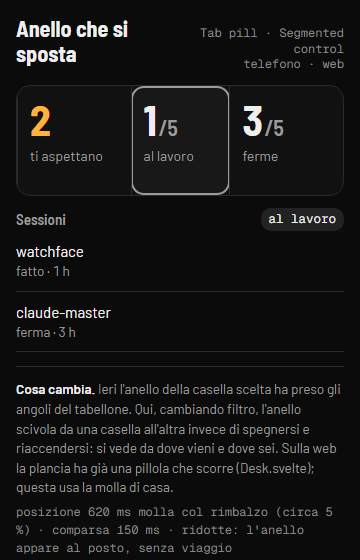 Anello che si
sposta
Tab pill · Segmented
control
telefono · web
2
ti aspettano
1/5
al lavoro
3/5
ferme
Sessioni
al lavoro
watchface
fatto · 1 h
claude-master
ferma · 3 h
Cosa cambia. Ieri l'anello della casella scelta ha preso gli
angoli del tabellone. Qui, cambiando filtro, l'anello
scivola da una casella all'altra invece di spegnersi e
riaccendersi: si vede da dove vieni e dove sei. Sulla web
la plancia ha già una pillola che scorre (Desk.svelte);
questa usa la molla di casa.
posizione 620 ms molla col rimbalzo (circa 5
%) · comparsa 150 ms · ridotte: l'anello
appare al posto, senza viaggio